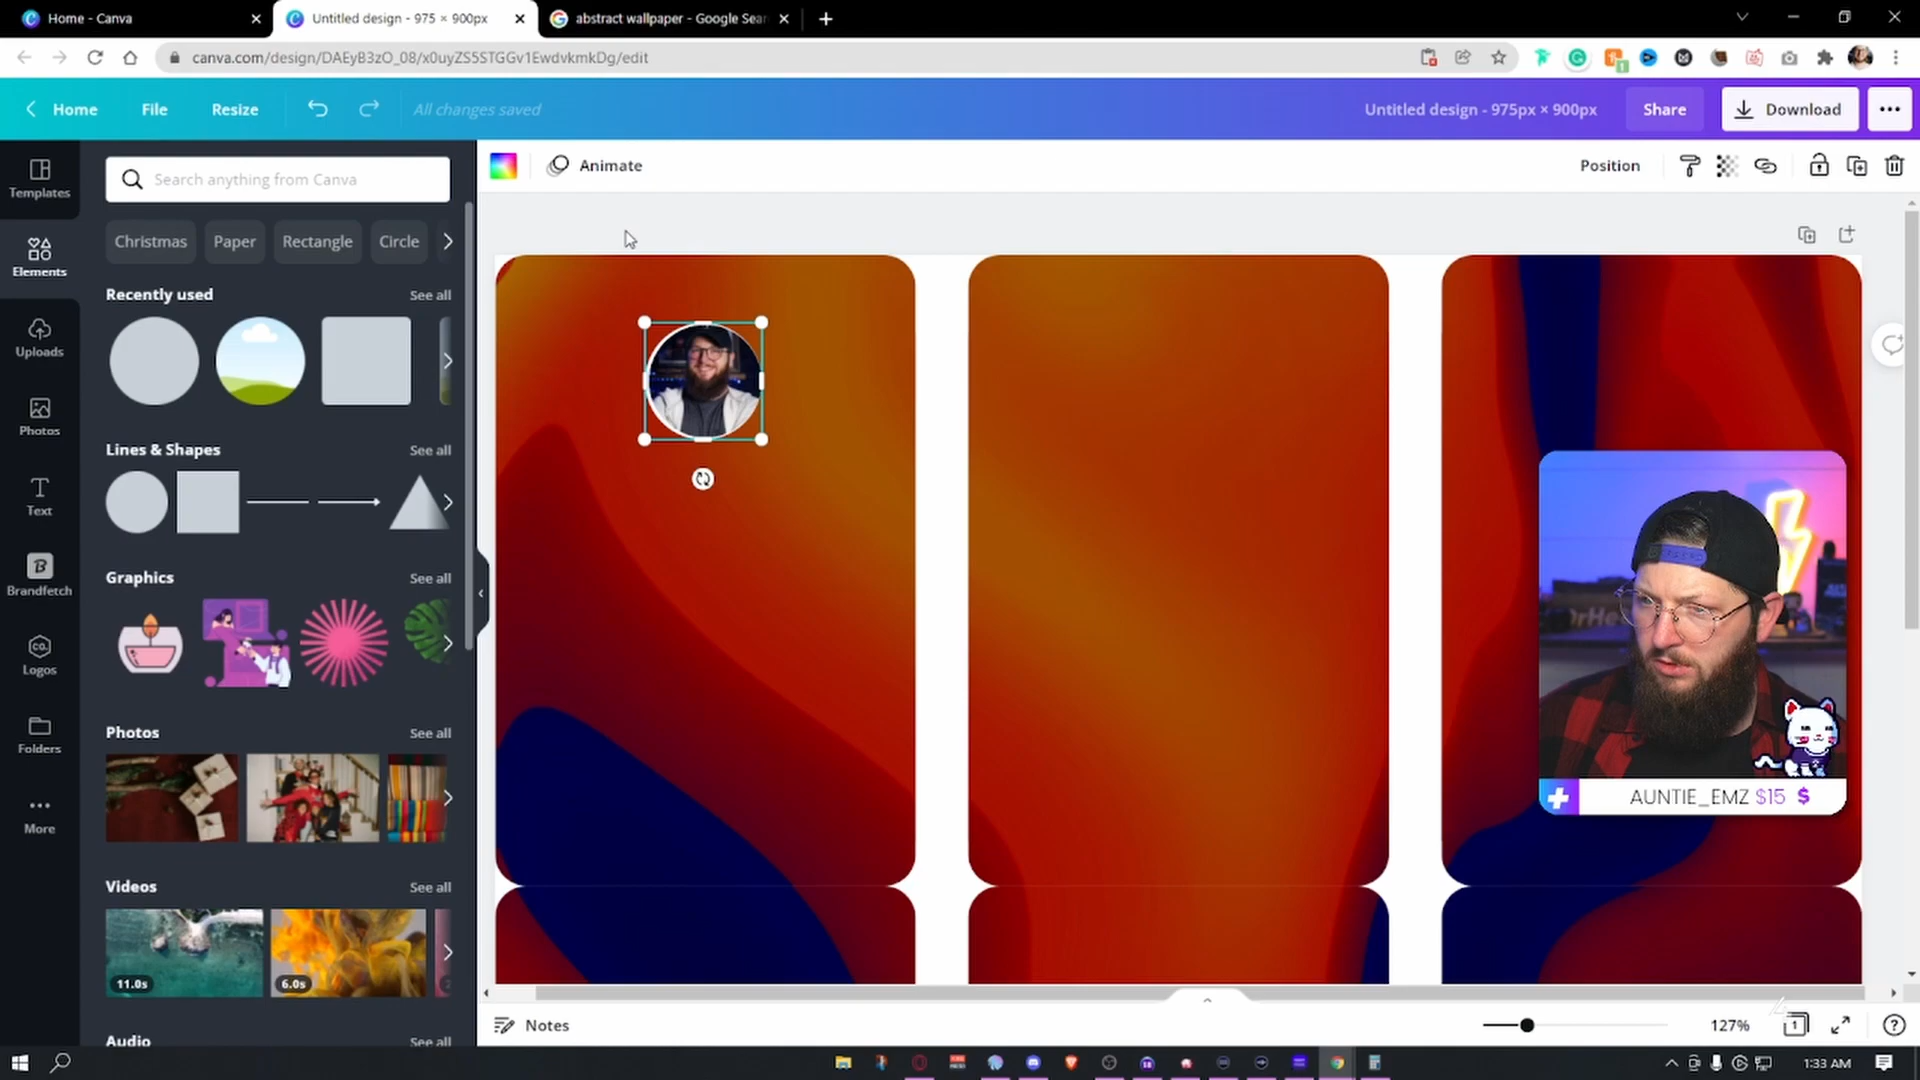 Home - Canva
Untitled design - 975 × 900px
abstract wallpaper - Google Sear
canva.com/design/DAEyB3zO_08/x0uyZS5STGGv1EwdvkmkDg/edit
Home
File
Resize
All changes saved
Untitled design - 975px × 900px
Share
Download
Templates
Search anything from Canva
Animate
Position
Christmas
Paper
Rectangle
Circle
Elements
Recently used
See all
Uploads
Photos
Lines & Shapes
See all
Text
Graphics
See all
Brandfetch
CO.
Logos
Photos
See all
Folders
More
Videos
See all
11.0s
6.0s
Audio
See all
AUNTIE_EMZ $15 $
Notes
127%
1
1:33 AM